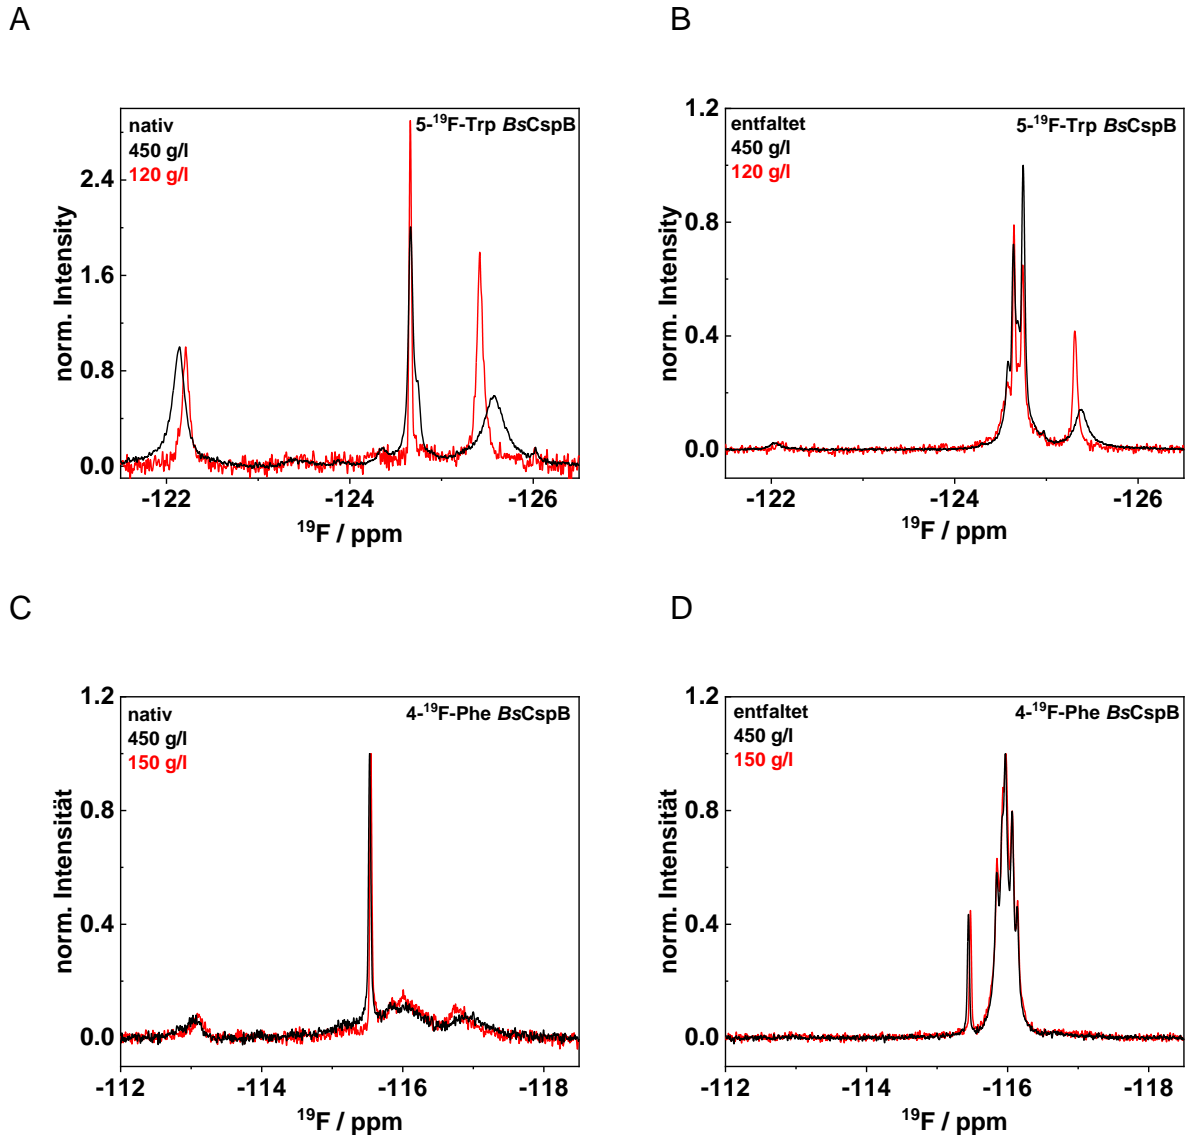 A
B
nativ
450 g/l
120 g/l
5-¹⁹F-Trp BsCspB
norm. Intensity
2.4
1.6
0.8
0.0
-122
-124
-126
¹⁹F / ppm
entfaltet
450 g/l
120 g/l
5-¹⁹F-Trp BsCspB
norm. Intensity
1.2
0.8
0.4
0.0
-122
-124
-126
¹⁹F / ppm
C
D
nativ
450 g/l
150 g/l
4-¹⁹F-Phe BsCspB
norm. Intensität
1.2
0.8
0.4
0.0
-112
-114
-116
-118
¹⁹F / ppm
entfaltet
450 g/l
150 g/l
4-¹⁹F-Phe BsCspB
norm. Intensität
1.2
0.8
0.4
0.0
-112
-114
-116
-118
¹⁹F / ppm